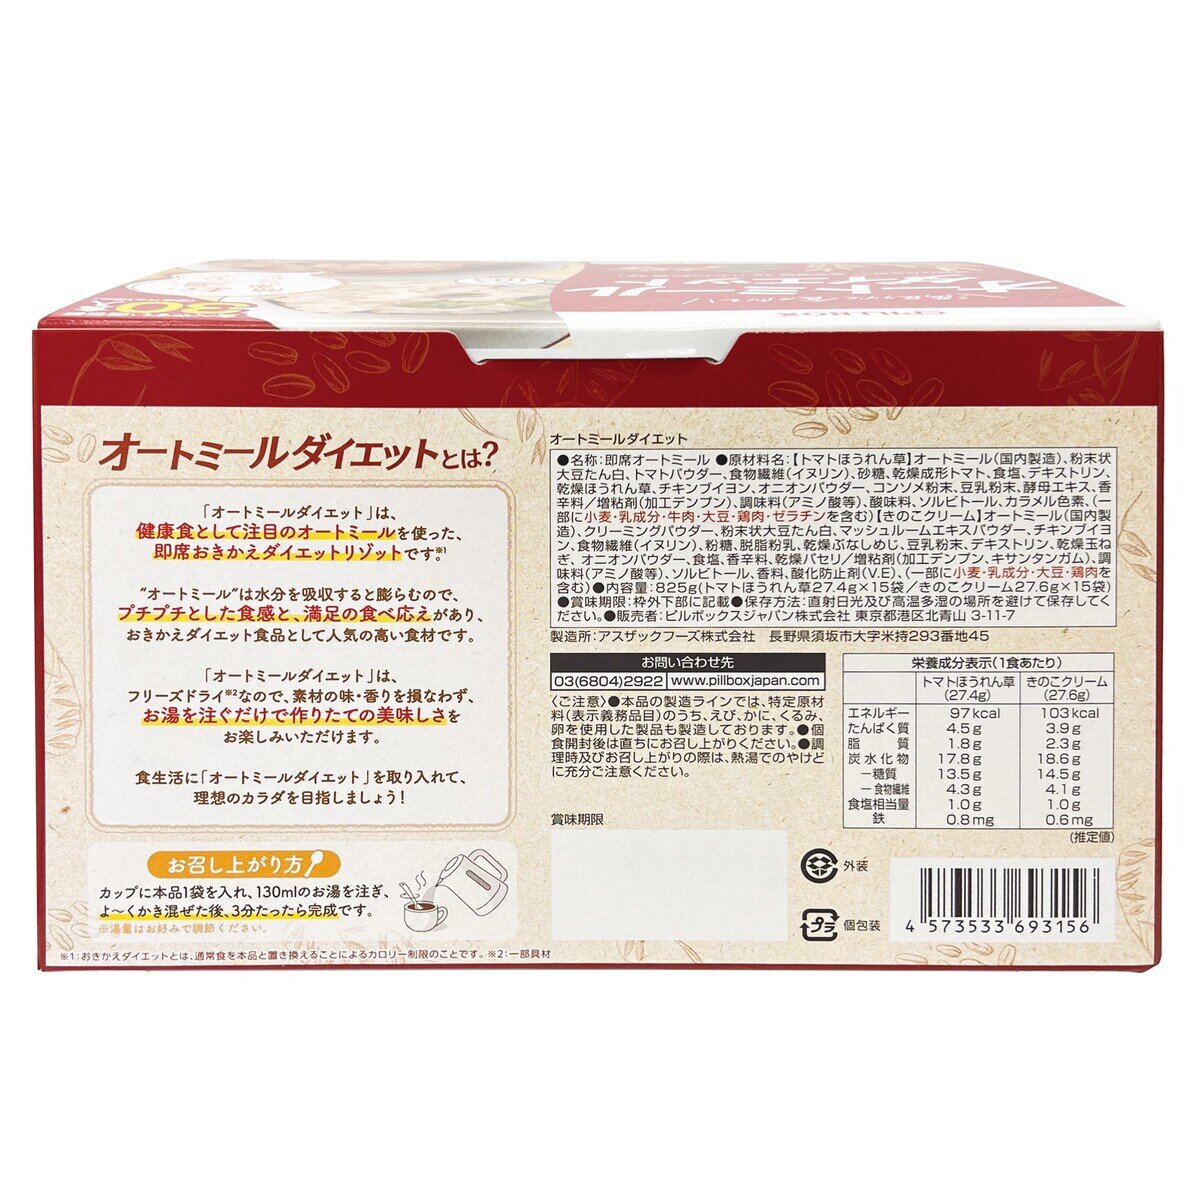 PILLBOX
オートミール
30
オートミールダイエットとは?
「オートミールダイエット」は、
健康食として注目のオートミールを使った、
即席おきかえダイエットリゾットです※1!
"オートミール"は水分を吸収すると膨らむので、
プチプチとした食感と、満足の食べ応えがあり、
おきかえダイエット食品として人気の高い食材です。
「オートミールダイエット」は、
フリーズドライ※2なので、素材の味・香りを損なわず、
お湯を注ぐだけで作りたての美味しさを
お楽しみいただけます。
食生活に「オートミールダイエット」を取り入れて、
理想のカラダを目指しましょう!
お召し上がり方
カップに本品1袋を入れ、130mlのお湯を注ぎ、
よ〜くかき混ぜた後、3分たったら完成です。
※湯量はお好みで調節ください。
※1:おきかえダイエットとは、通常食を本品と置き換えることによるカロリー制限のことです。※2:一部具材
オートミールダイエット
●名称:即席オートミール ●原材料名:【トマトほうれん草】オートミール(国内製造)、粉末状
大豆たん白、トマトパウダー、食物繊維(イヌリン)、砂糖、乾燥成形トマト、食塩、デキストリン、
乾燥ほうれん草、チキンブイヨン、オニオンパウダー、コンソメ粉末、豆乳粉末、酵母エキス、香
辛料/増粘剤(加工デンプン)、調味料(アミノ酸等)、酸味料、ソルビトール、カラメル色素、(一
部に小麦・乳成分・牛肉・大豆・鶏肉・ゼラチンを含む)【きのこクリーム】オートミール(国内製
造)、クリーミングパウダー、粉末状大豆たん白、マッシュルームエキスパウダー、チキンブイヨ
ン、食物繊維(イヌリン)、粉糖、脱脂粉乳、乾燥ぶなしめじ、豆乳粉末、デキストリン、乾燥玉ね
ぎ、オニオンパウダー、食塩、香辛料、乾燥パセリ/増粘剤(加工デンプン、キサンタンガム)、調
味料(アミノ酸等)、ソルビトール、香料、酸化防止剤(V.E)、(一部に小麦・乳成分・大豆・鶏肉を
含む)●内容量:825g(トマトほうれん草27.4g×15袋/きのこクリーム27.6g×15袋)
●賞味期限:枠外下部に記載●保存方法:直射日光及び高温多湿の場所を避けて保存してく
ださい。●販売者:ピルボックスジャパン株式会社 東京都港区北青山 3-11-7
製造所:アスザックフーズ株式会社 長野県須坂市大字米持293番地45
お問い合わせ先
03(6804)2922 www.pillboxjapan.com
〈ご注意〉●本品の製造ラインでは、特定原材
料(表示義務品目)のうち、えび、かに、くるみ、
卵を使用した製品も製造しております。●個
食開封後は直ちにお召し上がりください。●調
理時及びお召し上がりの際は、熱湯でのやけど
に充分ご注意ください。
賞味期限
栄養成分表示(1食あたり)
トマトほうれん草 きのこクリーム
(27.4g) (27.6g)
エネルギー 97kcal 103kcal
たんぱく質 4.5g 3.9g
脂質 1.8g 2.3g
炭水化物 17.8g 18.6g
ー糖質 13.5g 14.5g
ー食物繊維 4.3g 4.1g
食塩相当量 1.0g 1.0g
鉄 0.8mg 0.6mg
(推定値)
外装
プラ 個包装
4 573533 693156